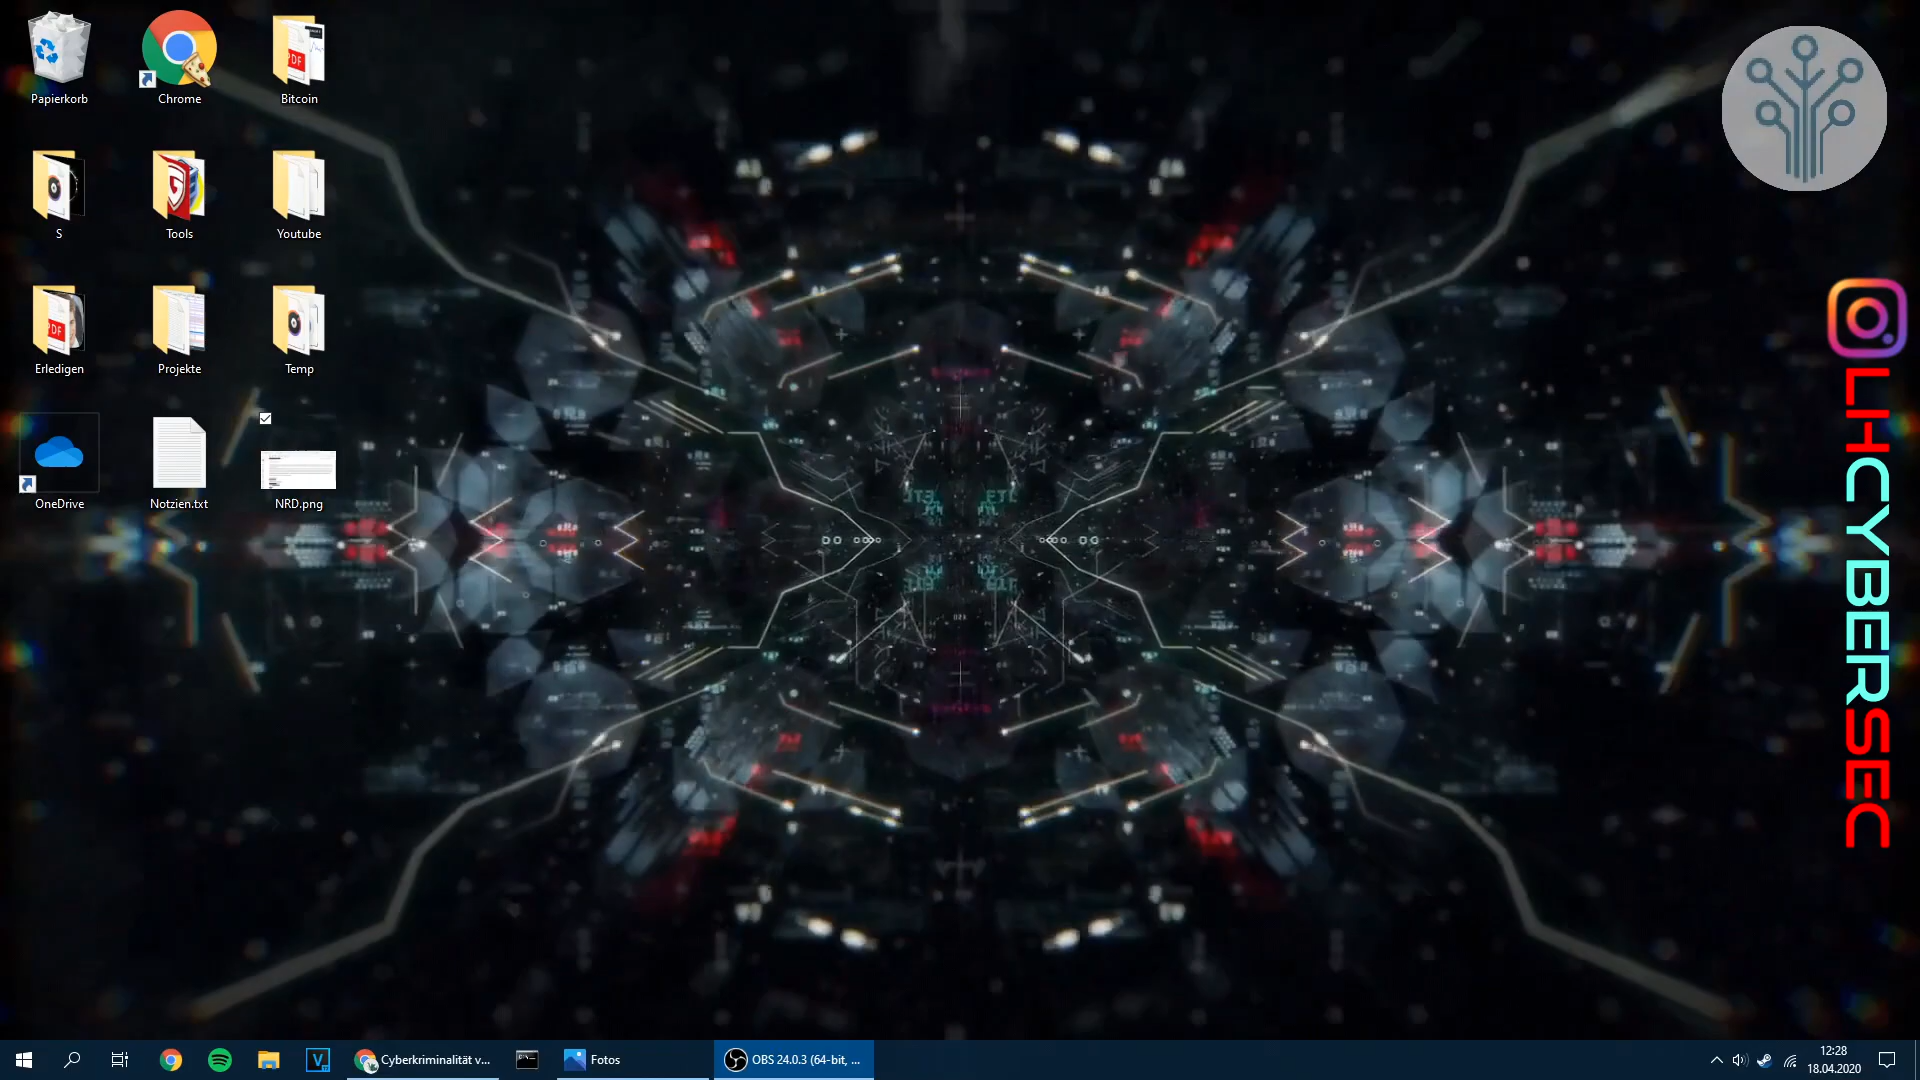 Papierkorb
Chrome
Bitcoin
S
Tools
Youtube
Erledigen
Projekte
Temp
OneDrive
Notzien.txt
NRD.png
LHCYBERSEC
Cyberkriminalität v...
Fotos
OBS 24.0.3 (64-bit, ...
12:28
18.04.2020